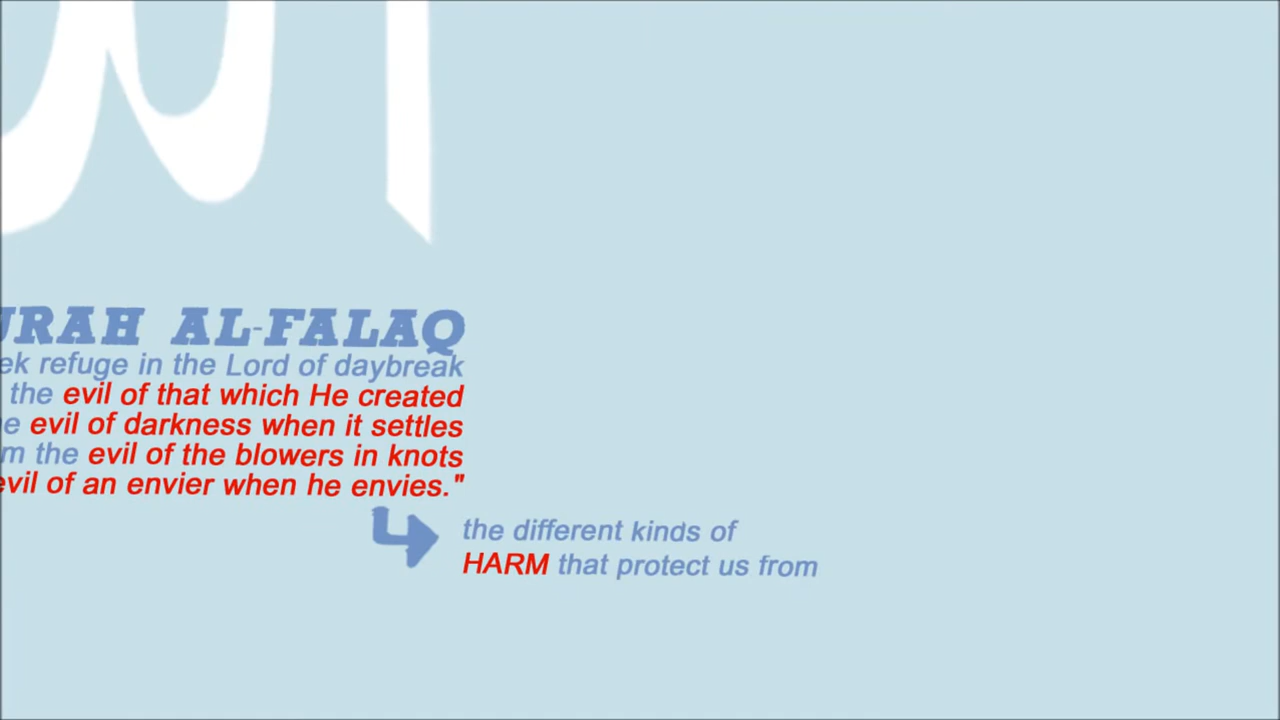 URAH AL-FALAQ
ek refuge in the Lord of daybreak
the evil of that which He created
e evil of darkness when it settles
m the evil of the blowers in knots
evil of an envier when he envies."
the different kinds of
HARM that protect us from